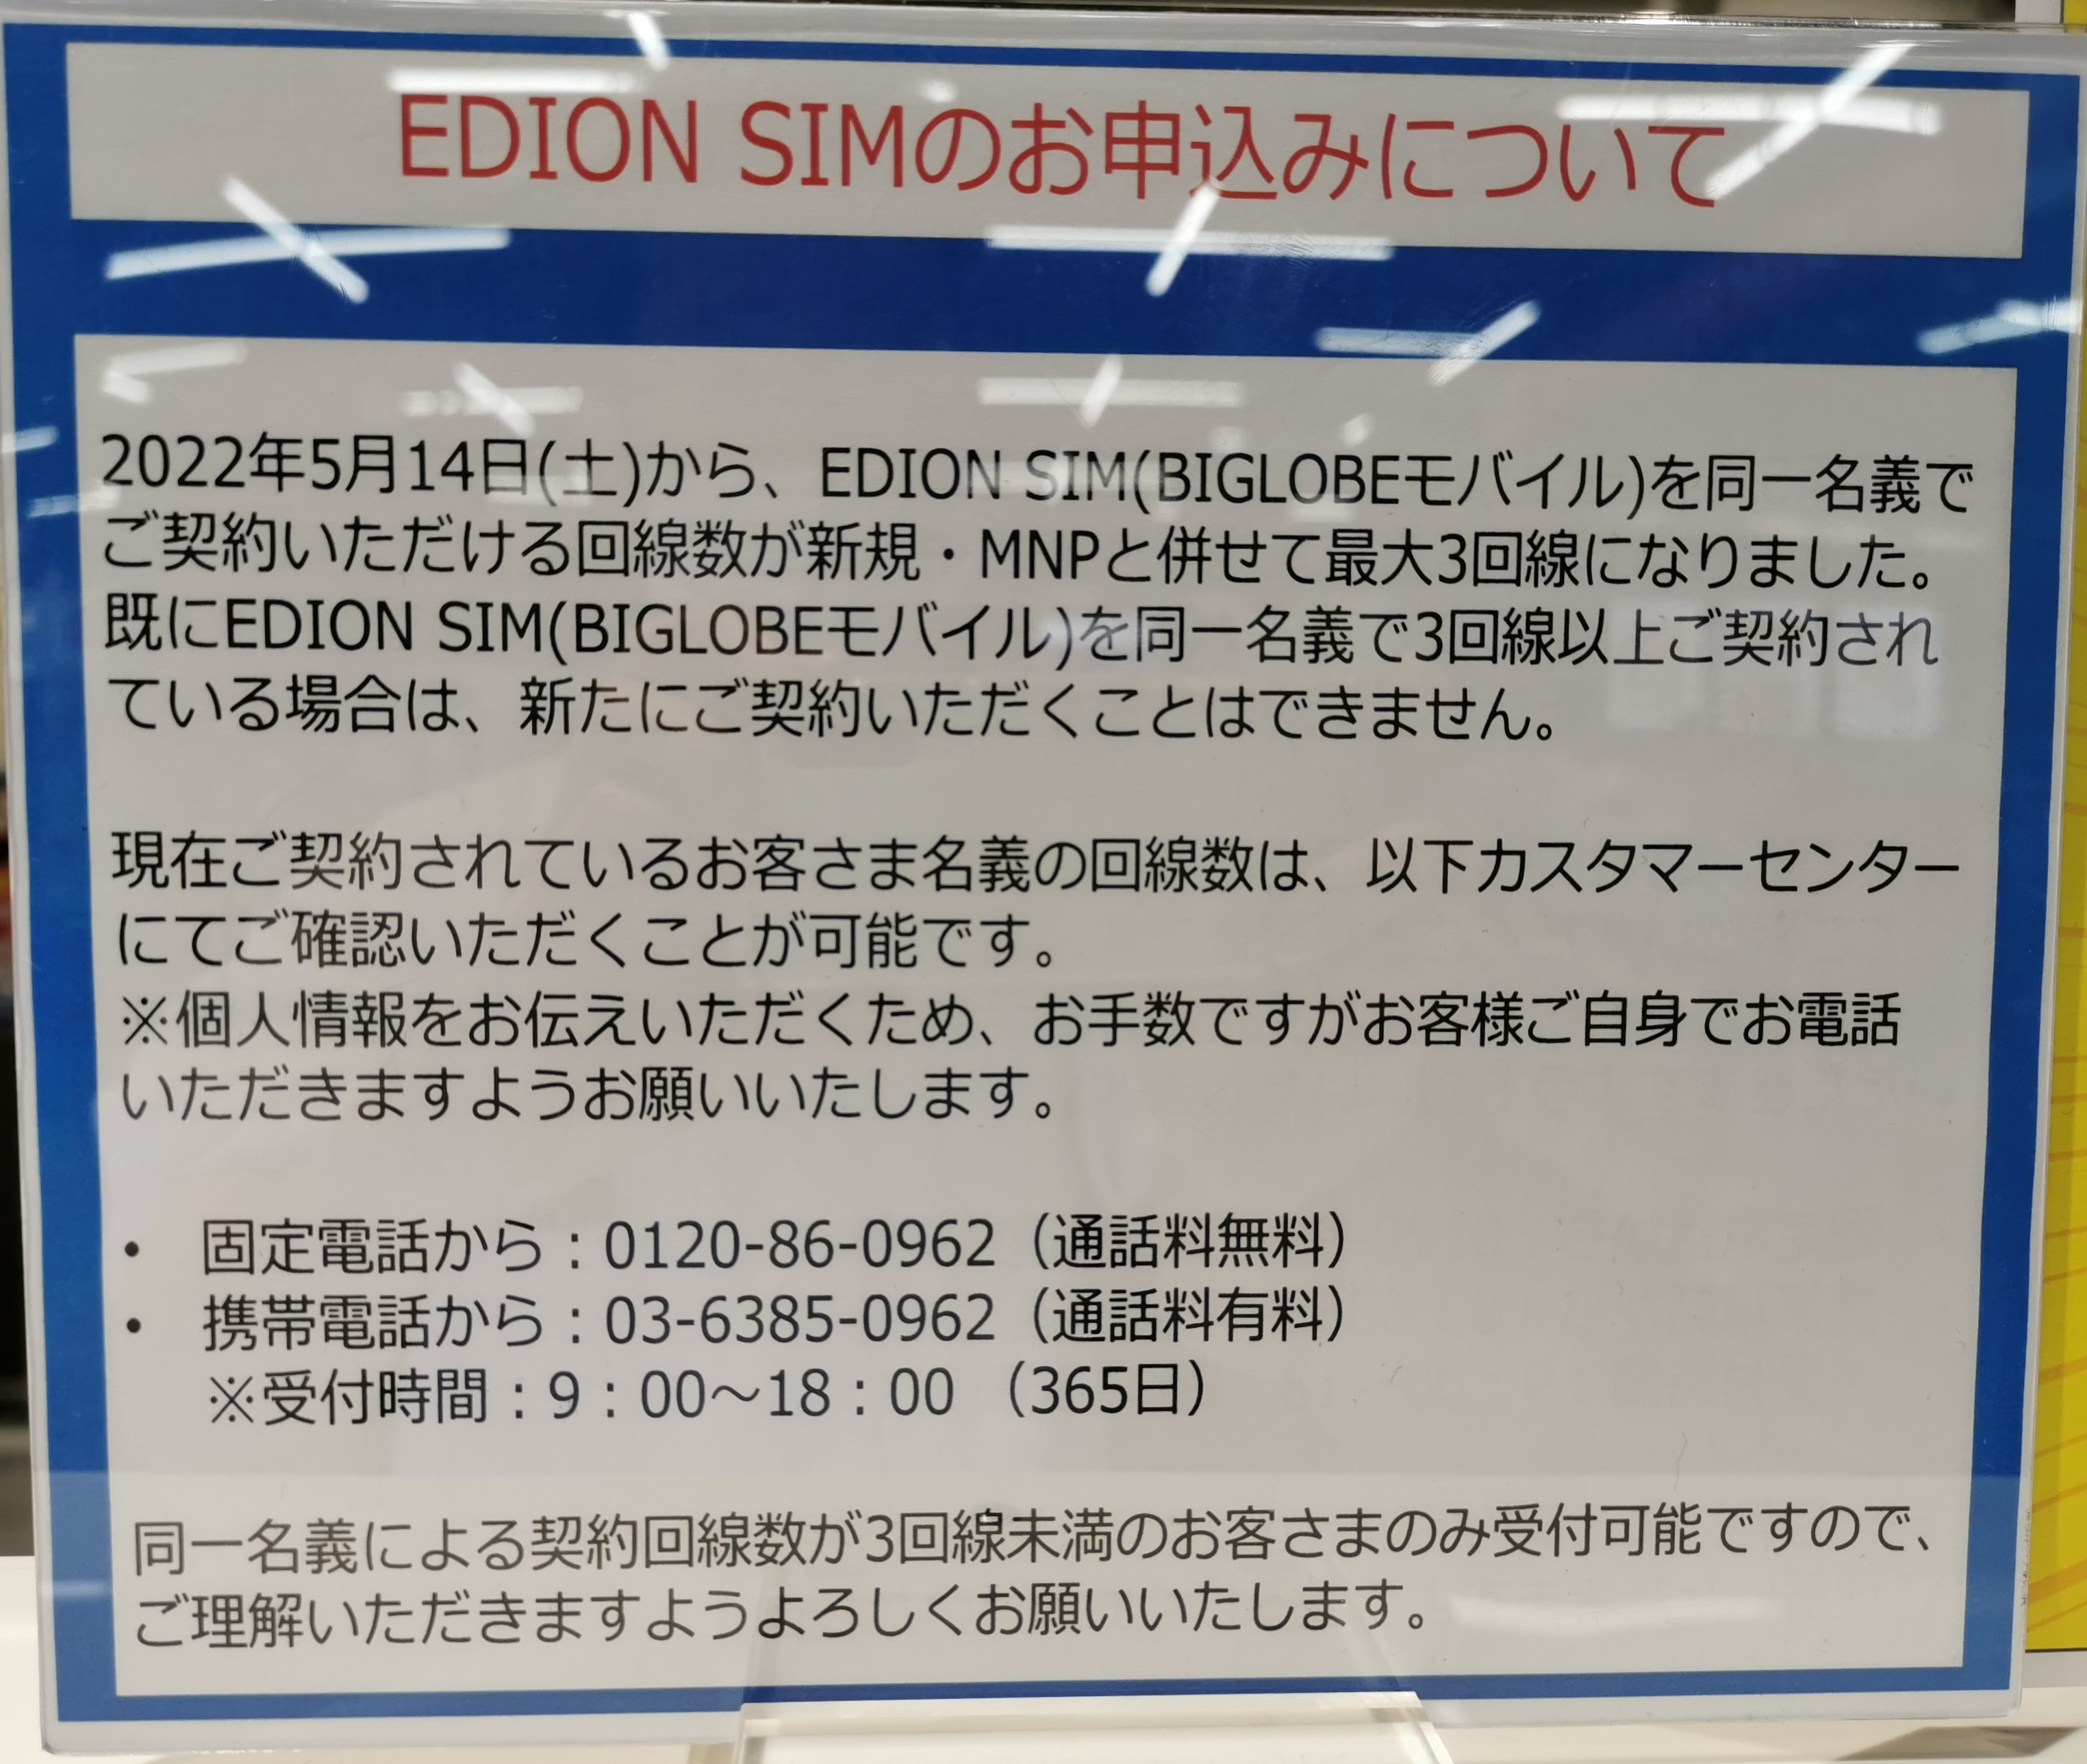 EDION SIMのお申込みについて
2022年5月14日(土)から、EDION SIM(BIGLOBEモバイル)を同一名義で
ご契約いただける回線数が新規・MNPと併せて最大3回線になりました。
既にEDION SIM(BIGLOBEモバイル)を同一名義で3回線以上ご契約され
ている場合は、新たにご契約いただくことはできません。
現在ご契約されているお客さま名義の回線数は、以下カスタマーセンター
にてご確認いただくことが可能です。
※個人情報をお伝えいただくため、お手数ですがお客様ご自身でお電話
いただきますようお願いいたします。
• 固定電話から：0120-86-0962（通話料無料）
• 携帯電話から：03-6385-0962（通話料有料）
※受付時間：9：00～18：00 （365日）
同一名義による契約回線数が3回線未満のお客さまのみ受付可能ですので、
ご理解いただきますようよろしくお願いいたします。